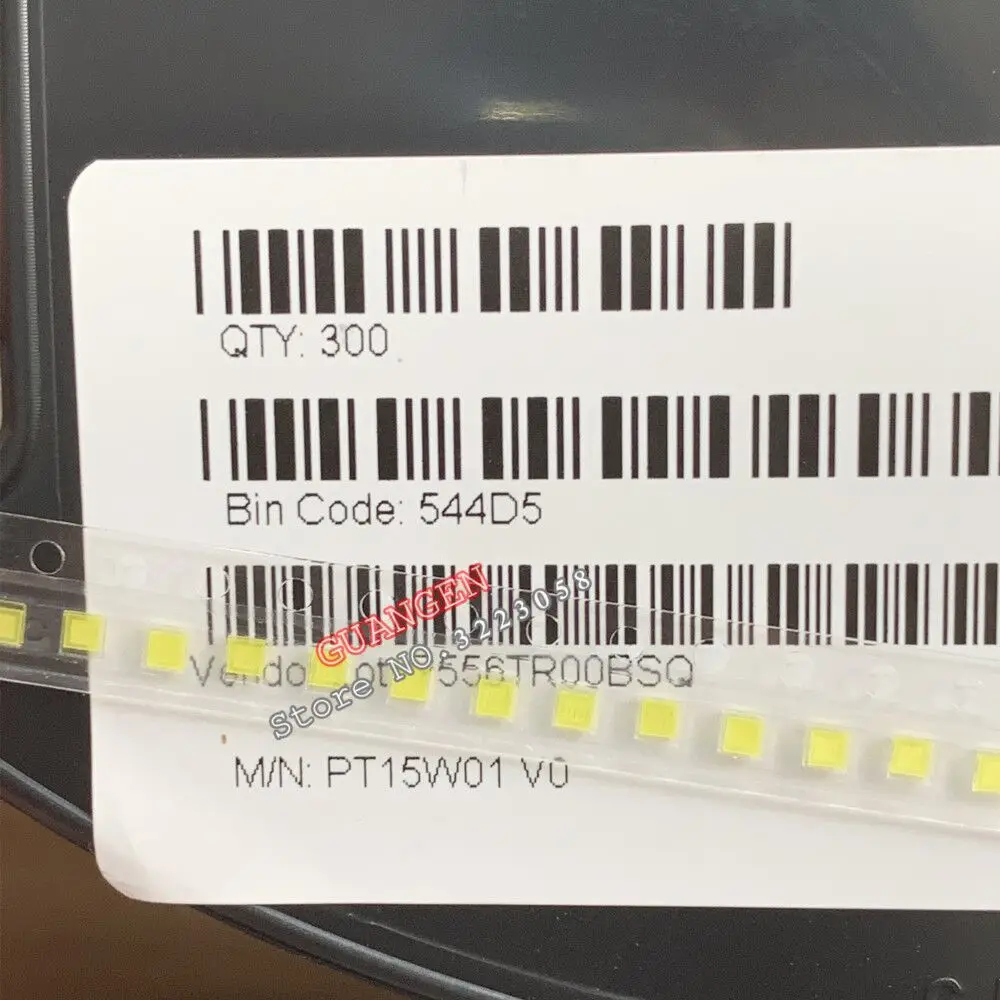 QTY: 300
Bin Code: 544D5
GUANGEN
Store NO.3223058
556TR00BSQ
M/N: PT15W01 V0